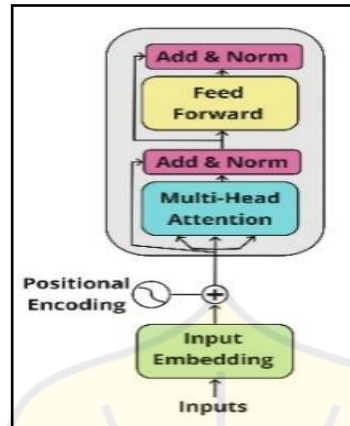 Add & Norm
Feed
Forward
Add & Norm
Multi-Head
Attention
Positional
Encoding
Input
Embedding
Inputs